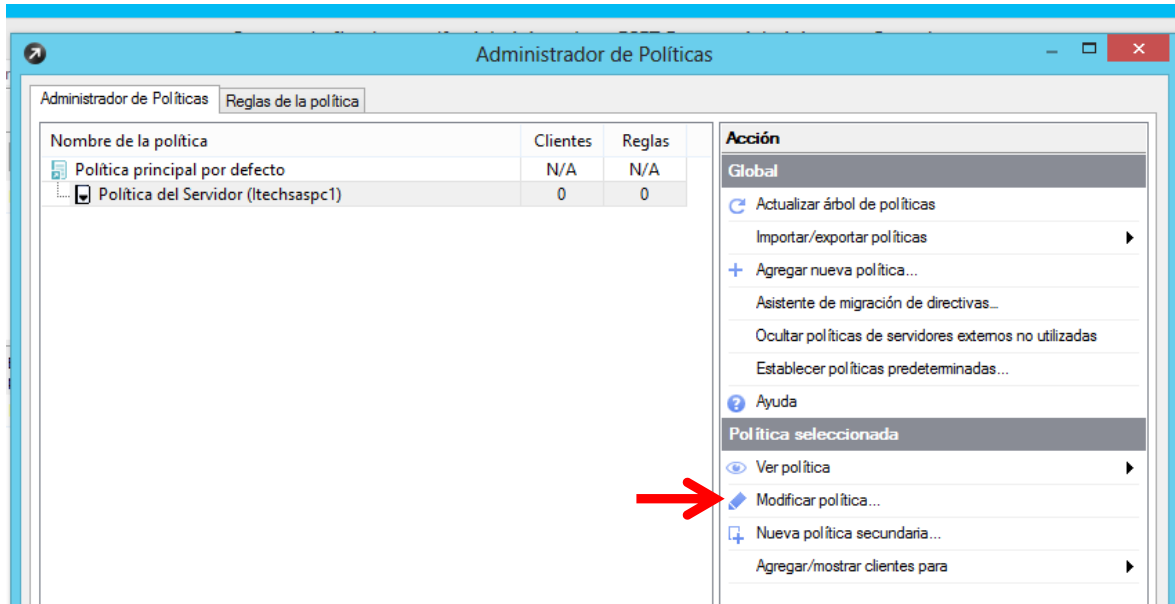 Administrador de Políticas
Administrador de Políticas Reglas de la política
Nombre de la política Clientes Reglas
Política principal por defecto N/A N/A
Política del Servidor (ltechsaspc1) 0 0
Acción
Global
Actualizar árbol de políticas
Importar/exportar políticas
Agregar nueva política...
Asistente de migración de directivas...
Ocultar políticas de servidores externos no utilizadas
Establecer políticas predeterminadas...
Ayuda
Política seleccionada
Ver política
Modificar política...
Nueva política secundaria...
Agregar/mostrar clientes para